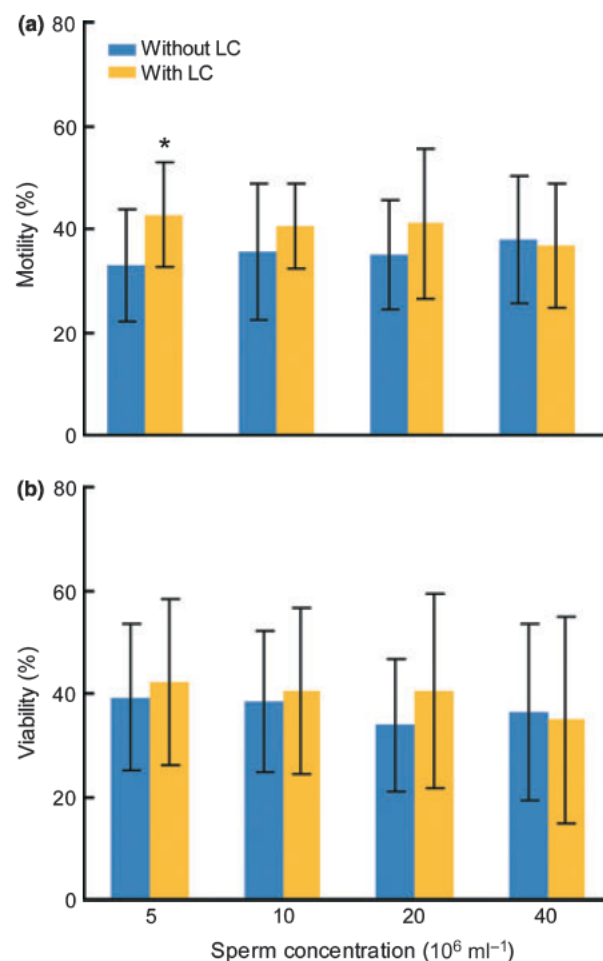 (a)
80
60
40
20
0
Motility (%)
Without LC
With LC
*
(b)
80
60
40
20
0
Viability (%)
5 10 20 40
Sperm concentration (10⁶ ml⁻¹)